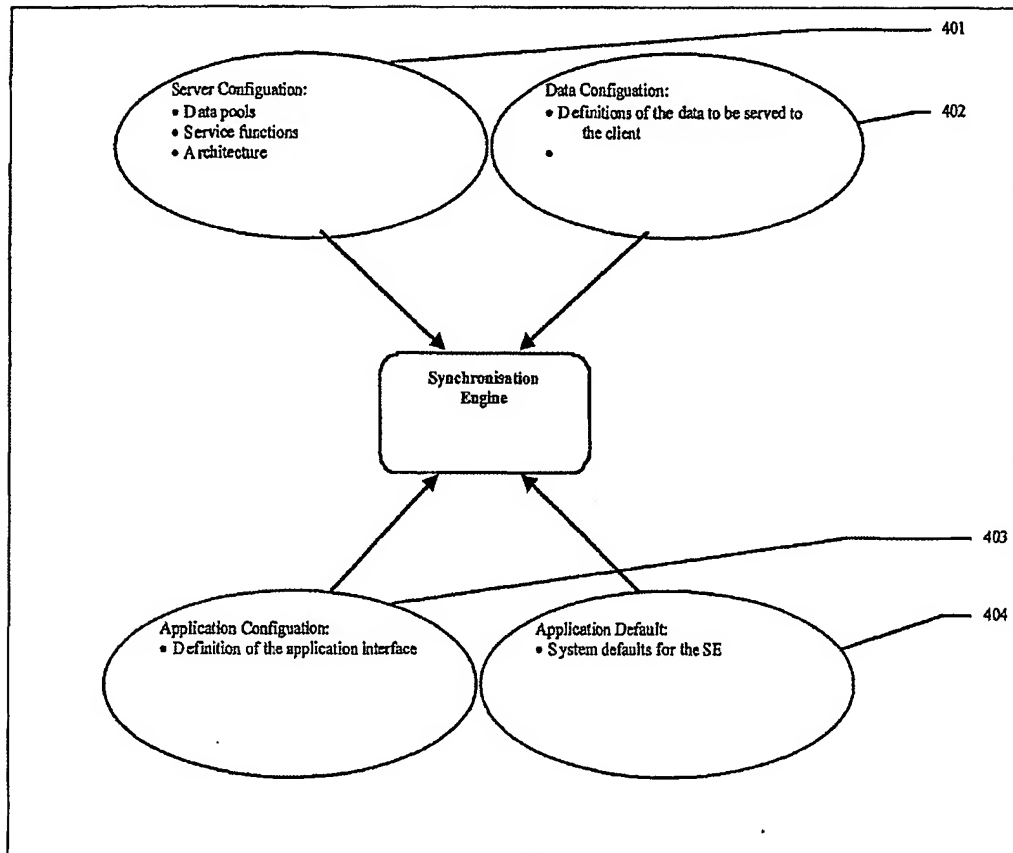 401
Server Configuation:
• Data pools
• Service functions
• Architecture
Data Configuation:
• Definitions of the data to be served to
the client
•
402
Synchronisation
Engine
403
Application Configuation:
• Definition of the application interface
Application Default:
• System defaults for the SE
404